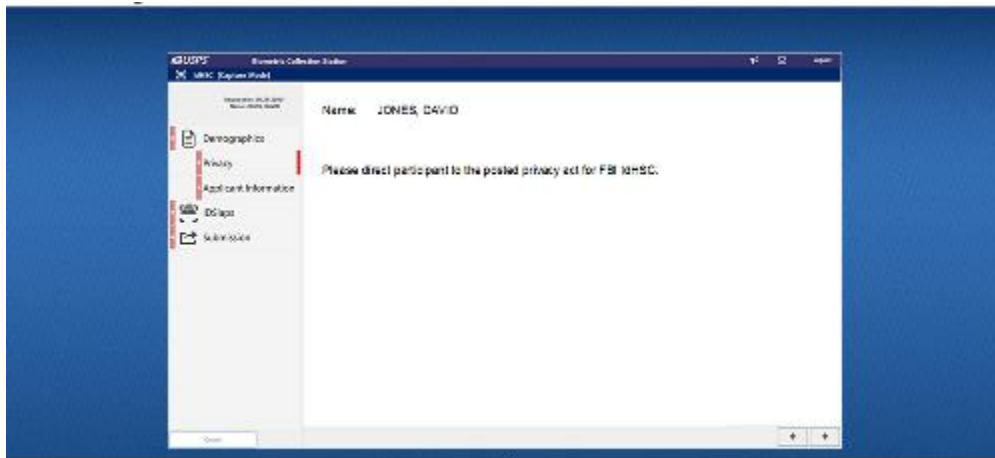 USPS Biometric Collection Station
IdHSC (Capture Mode)
Name: JONES, DAVID
Demographics
Privacy
Please direct participant to the posted privacy act for FBI IdHSC.
Applicant Information
IDSlaps
Submission